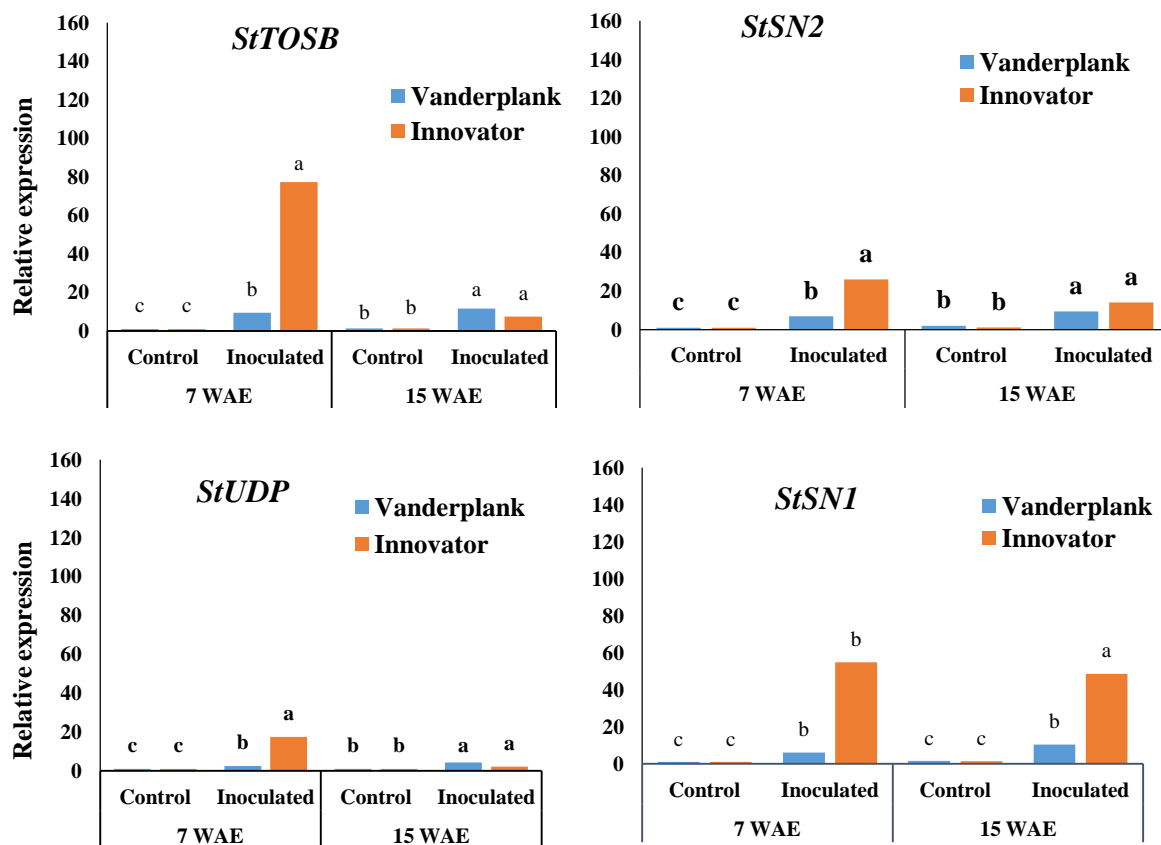 StTOSB
Relative expression
160
140
120
100
80
60
40
20
0
Vanderplank
Innovator
c c b a b b a a
Control Inoculated Control Inoculated
7 WAE 15 WAE
StSN2
160
140
120
100
80
60
40
20
0
Vanderplank
Innovator
c c b a b b a a
Control Inoculated Control Inoculated
7 WAE 15 WAE
StUDP
Relative expression
160
140
120
100
80
60
40
20
0
Vanderplank
Innovator
c c b a b b a a
Control Inoculated Control Inoculated
7 WAE 15 WAE
StSN1
160
140
120
100
80
60
40
20
0
Vanderplank
Innovator
c c b b c c b a
Control Inoculated Control Inoculated
7 WAE 15 WAE